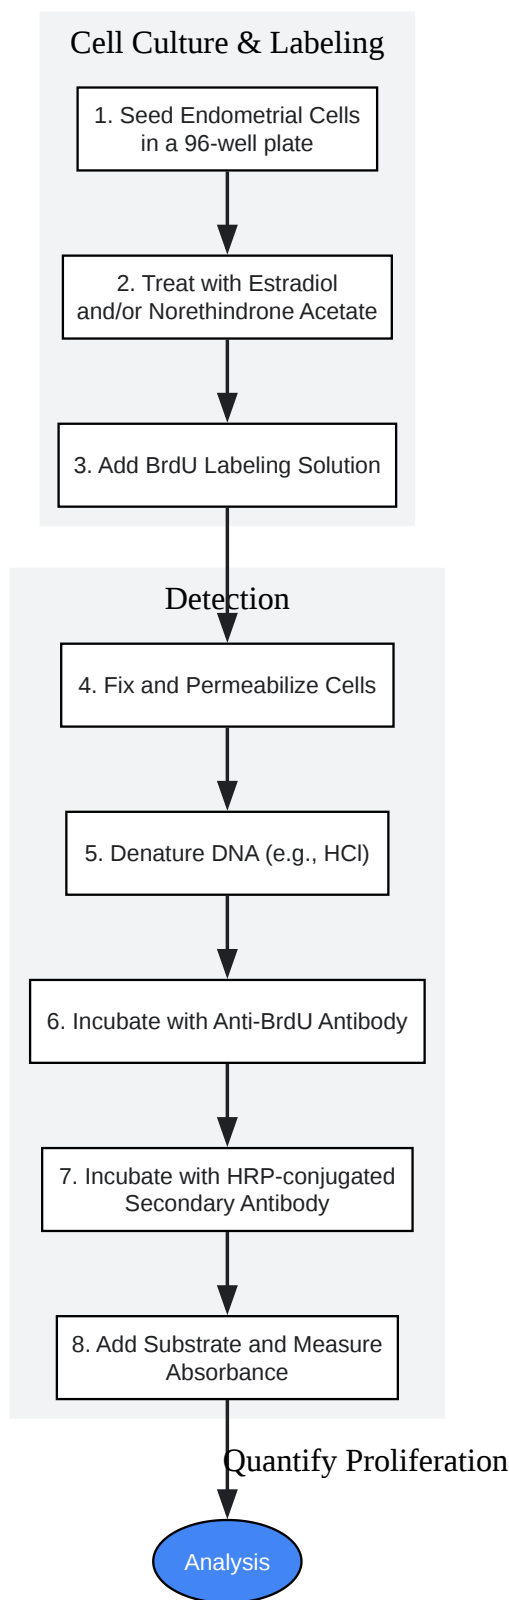 Cell Culture & Labeling
1. Seed Endometrial Cells
in a 96-well plate
2. Treat with Estradiol
and/or Norethindrone Acetate
3. Add BrdU Labeling Solution
Detection
4. Fix and Permeabilize Cells
5. Denature DNA (e.g., HCl)
6. Incubate with Anti-BrdU Antibody
7. Incubate with HRP-conjugated
Secondary Antibody
8. Add Substrate and Measure
Absorbance
Quantify Proliferation
Analysis